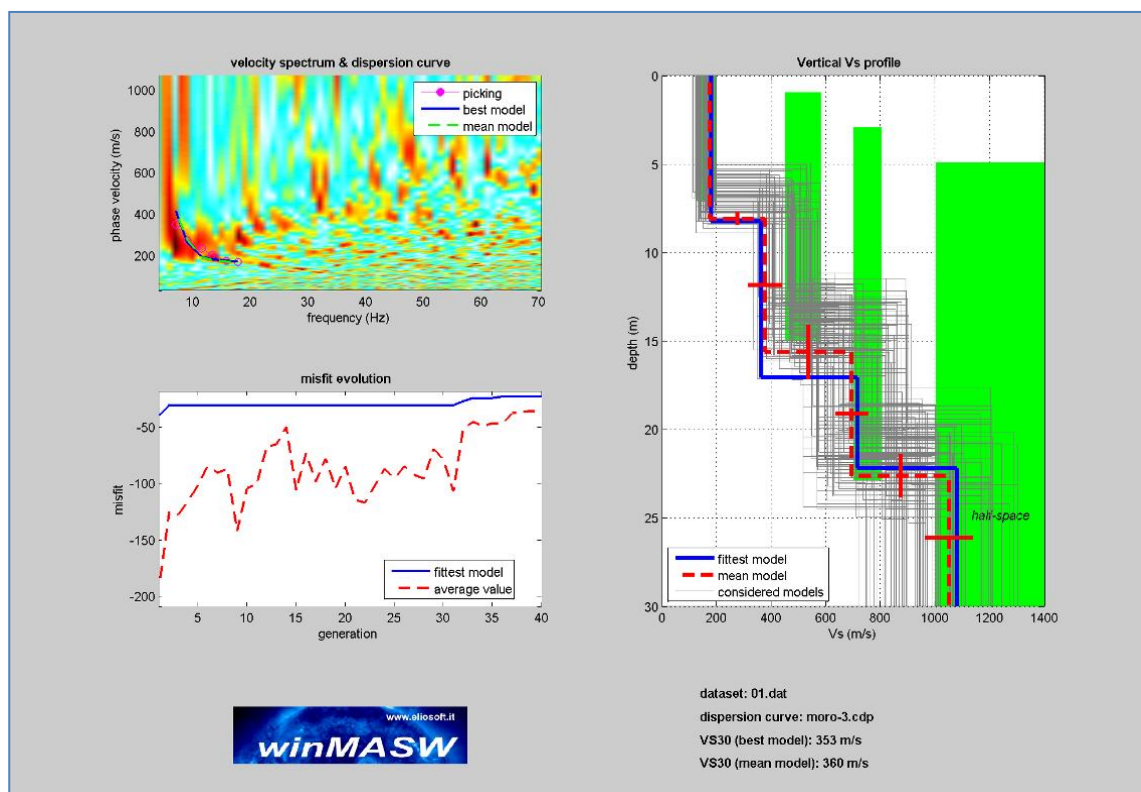 velocity spectrum & dispersion curve
1000
800
600
400
200
phase velocity (m/s)
picking
best model
mean model
10
20
30
40
50
60
70
frequency (Hz)
misfit evolution
-50
-100
-150
-200
misfit
fittest model
average value
5
10
15
20
25
30
35
40
generation
www.eliosoft.it
winMASW
Vertical Vs profile
0
5
10
15
20
25
30
depth (m)
half-space
fittest model
mean model
considered models
0
200
400
600
800
1000
1200
1400
Vs (m/s)
dataset: 01.dat
dispersion curve: moro-3.cdp
VS30 (best model): 353 m/s
VS30 (mean model): 360 m/s